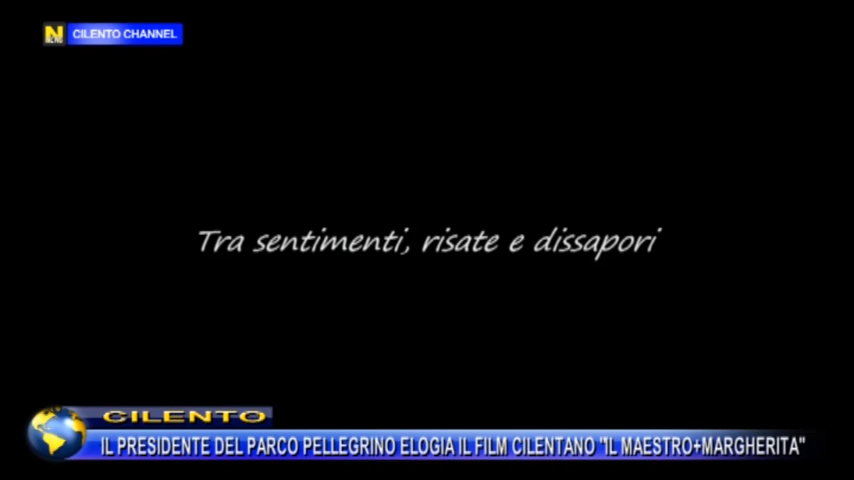 CILENTO CHANNEL
Tra sentimenti, risate e dissapori
CILENTO
IL PRESIDENTE DEL PARCO PELLEGRINO ELOGIA IL FILM CILENTANO "IL MAESTRO+MARGHERITA"